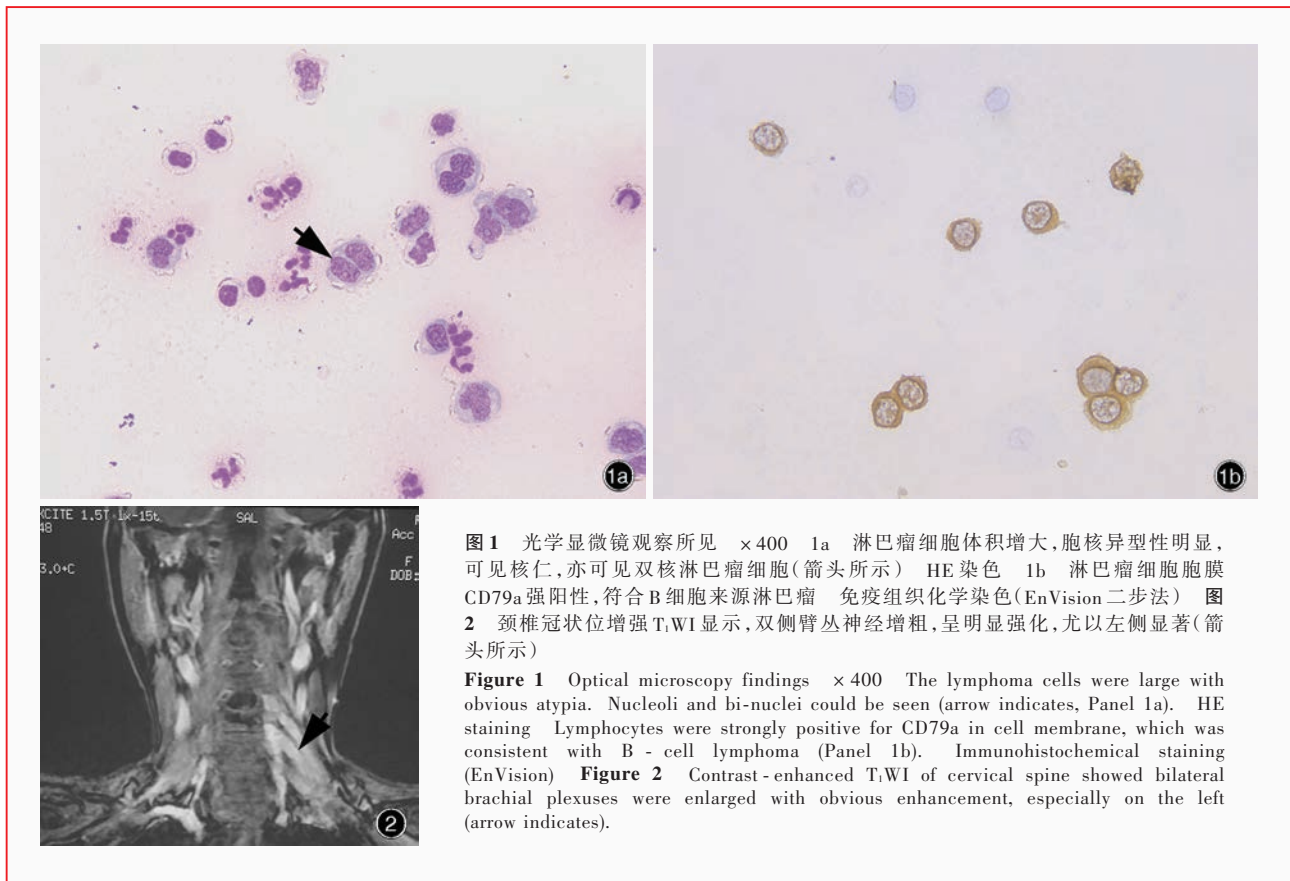 1a
1b
XCITE 1.5T 1x-15t
48
3.0+C
SAL
Acc
F
DOB:
2
图1 光学显微镜观察所见 ×400 1a 淋巴瘤细胞体积增大,胞核异型性明显,
可见核仁,亦可见双核淋巴瘤细胞(箭头所示) HE染色 1b 淋巴瘤细胞胞膜
CD79a强阳性,符合B细胞来源淋巴瘤 免疫组织化学染色(EnVision二步法) 图
2 颈椎冠状位增强T₁WI显示,双侧臂丛神经增粗,呈明显强化,尤以左侧显著(箭
头所示)
Figure 1 Optical microscopy findings ×400 The lymphoma cells were large with
obvious atypia. Nucleoli and bi-nuclei could be seen (arrow indicates, Panel 1a). HE
staining Lymphocytes were strongly positive for CD79a in cell membrane, which was
consistent with B - cell lymphoma (Panel 1b). Immunohistochemical staining
(EnVision) Figure 2 Contrast-enhanced T₁WI of cervical spine showed bilateral
brachial plexuses were enlarged with obvious enhancement, especially on the left
(arrow indicates).